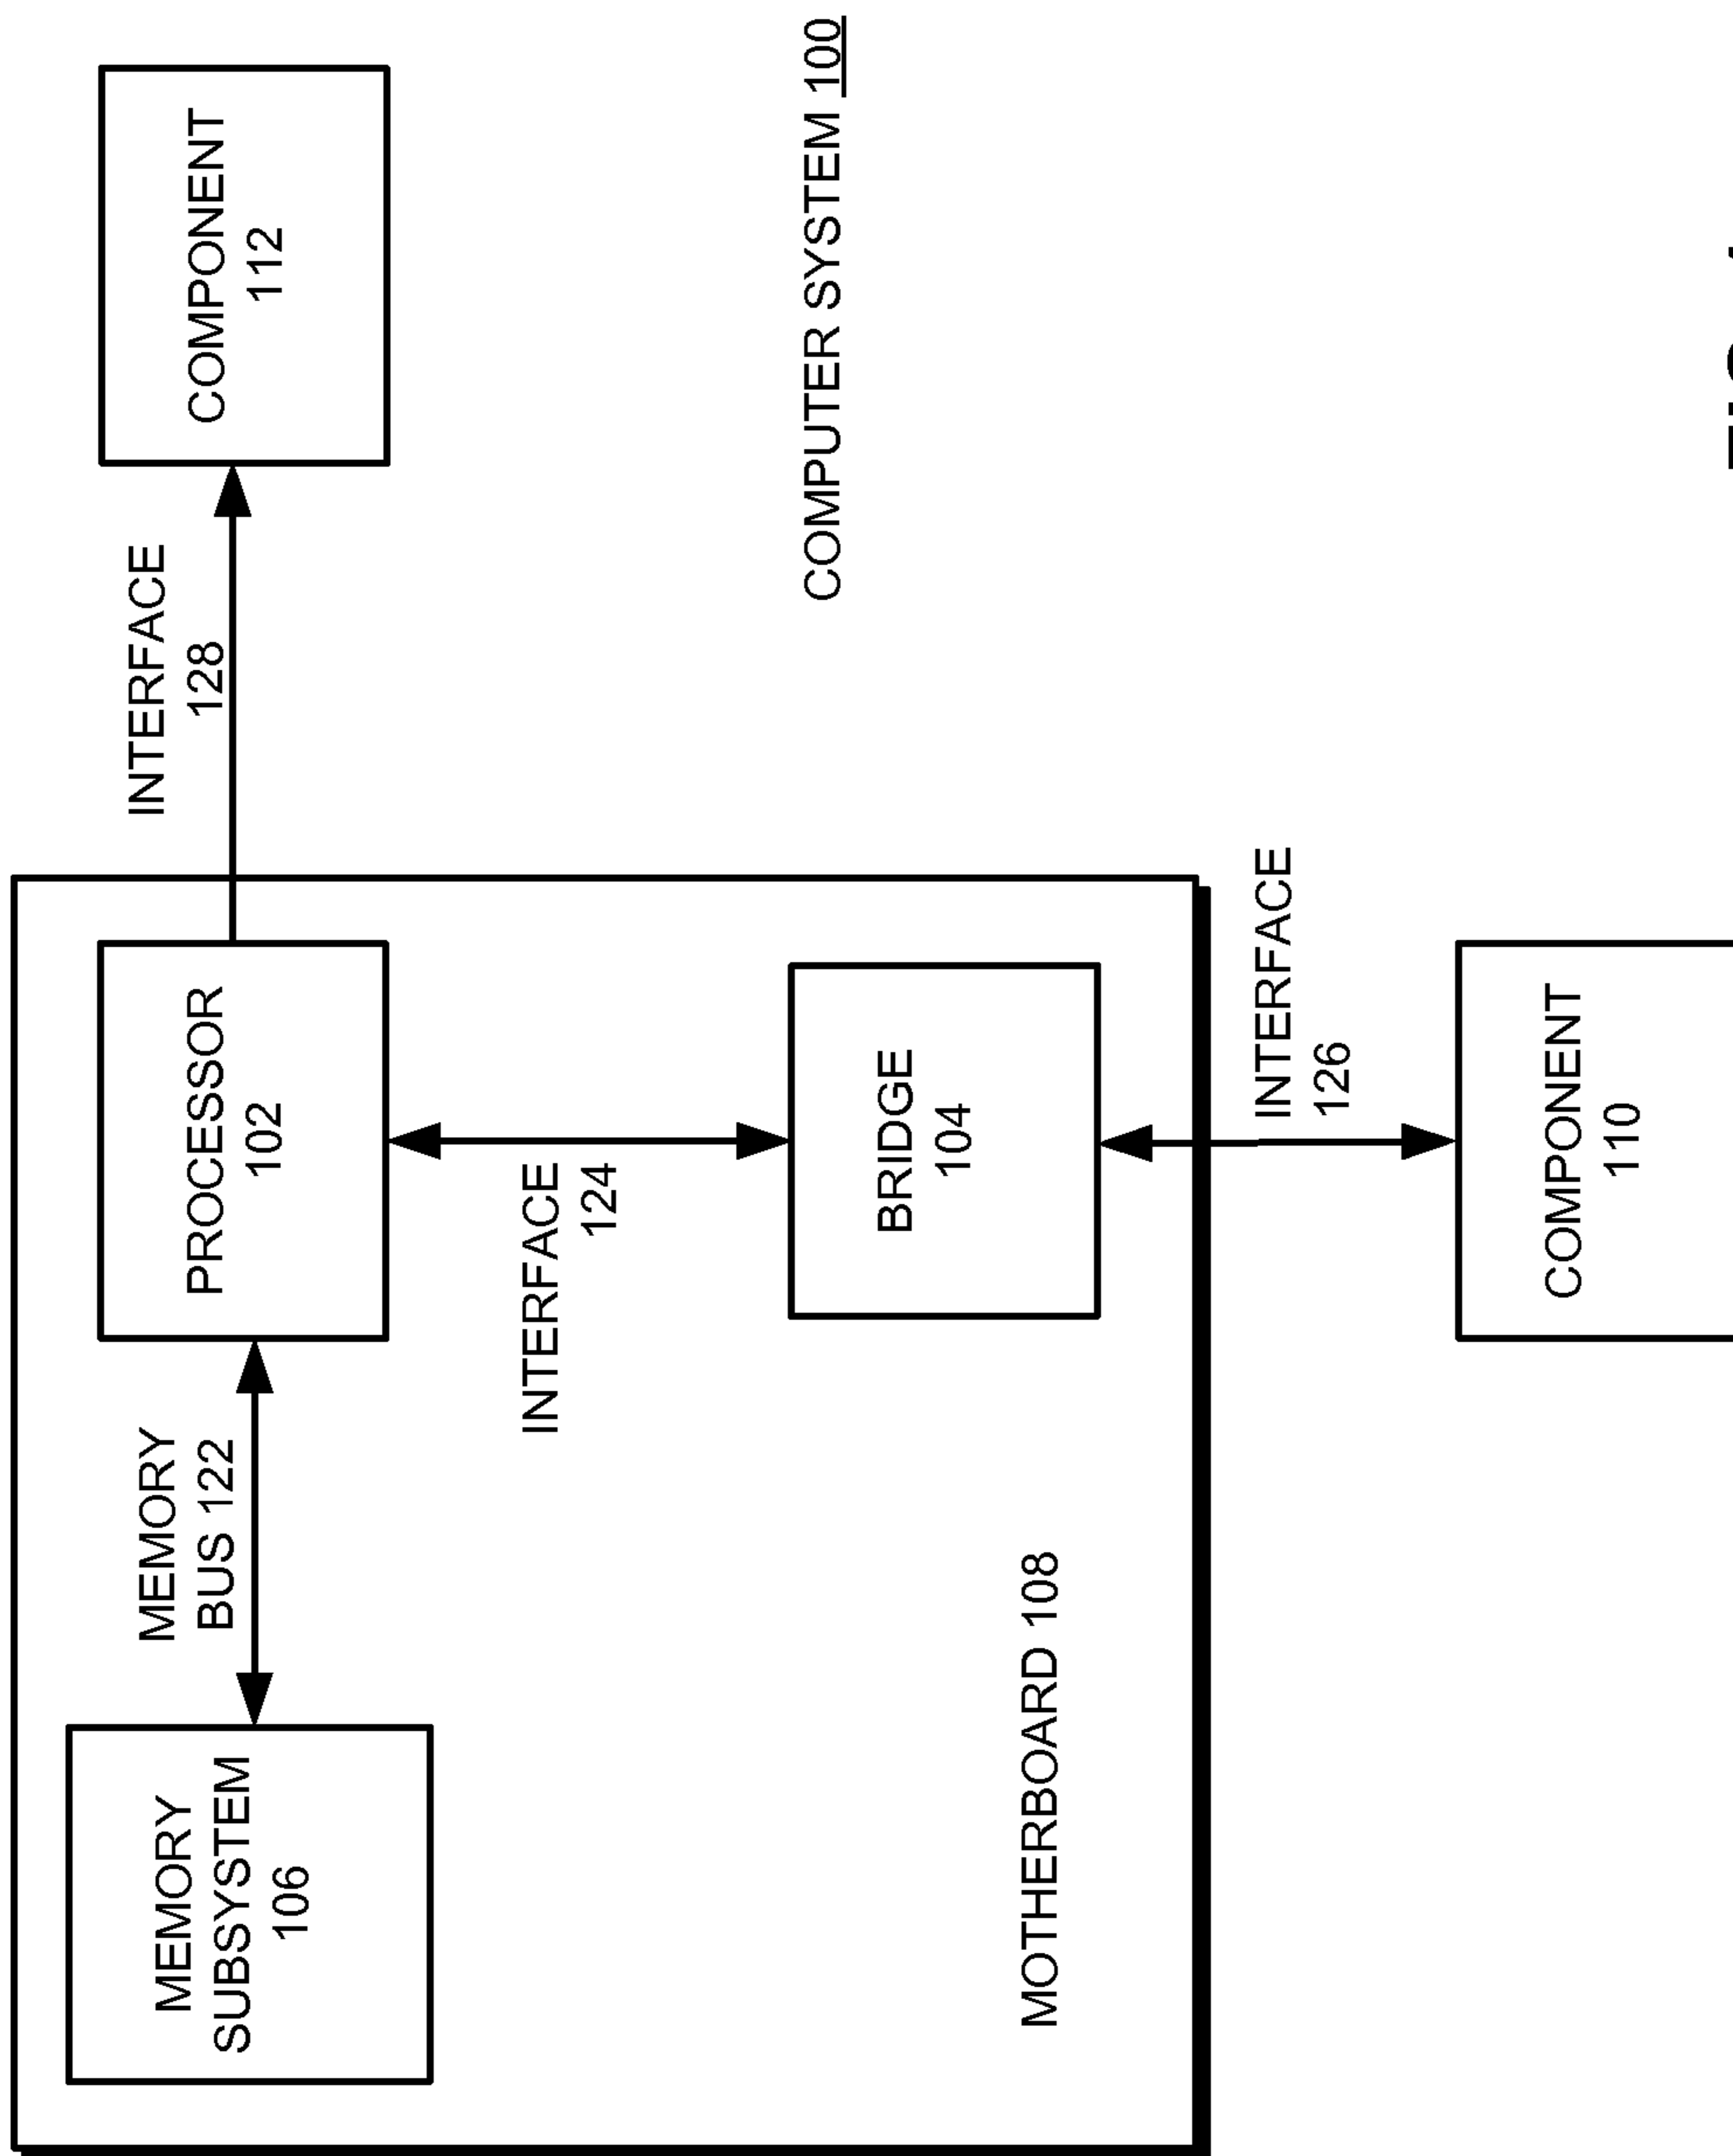 MEMORY
SUBSYSTEM
106
MEMORY
BUS 122
PROCESSOR
102
INTERFACE
128
COMPONENT
112
INTERFACE
124
BRIDGE
104
COMPUTER SYSTEM 100
MOTHERBOARD 108
INTERFACE
126
COMPONENT
110